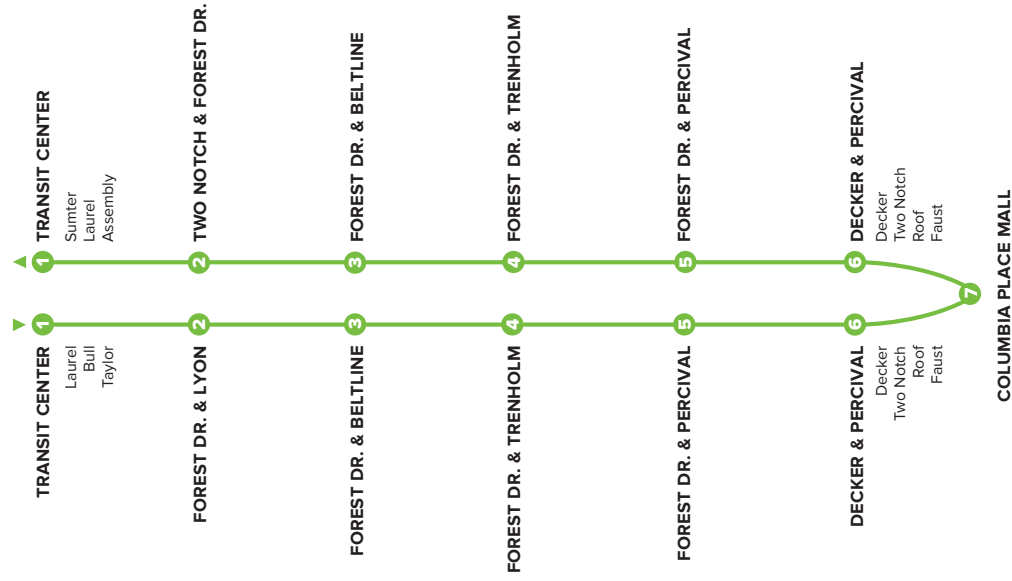 TRANSIT CENTER
1
Laurel
Bull
Taylor
FOREST DR. & LYON
2
FOREST DR. & BELTLINE
3
FOREST DR. & TRENHOLM
4
FOREST DR. & PERCIVAL
5
DECKER & PERCIVAL
6
Decker
Two Notch
Roof
Faust
1
TRANSIT CENTER
Sumter
Laurel
Assembly
2
TWO NOTCH & FOREST DR.
3
FOREST DR. & BELTLINE
4
FOREST DR. & TRENHOLM
5
FOREST DR. & PERCIVAL
6
DECKER & PERCIVAL
Decker
Two Notch
Roof
Faust
7
COLUMBIA PLACE MALL